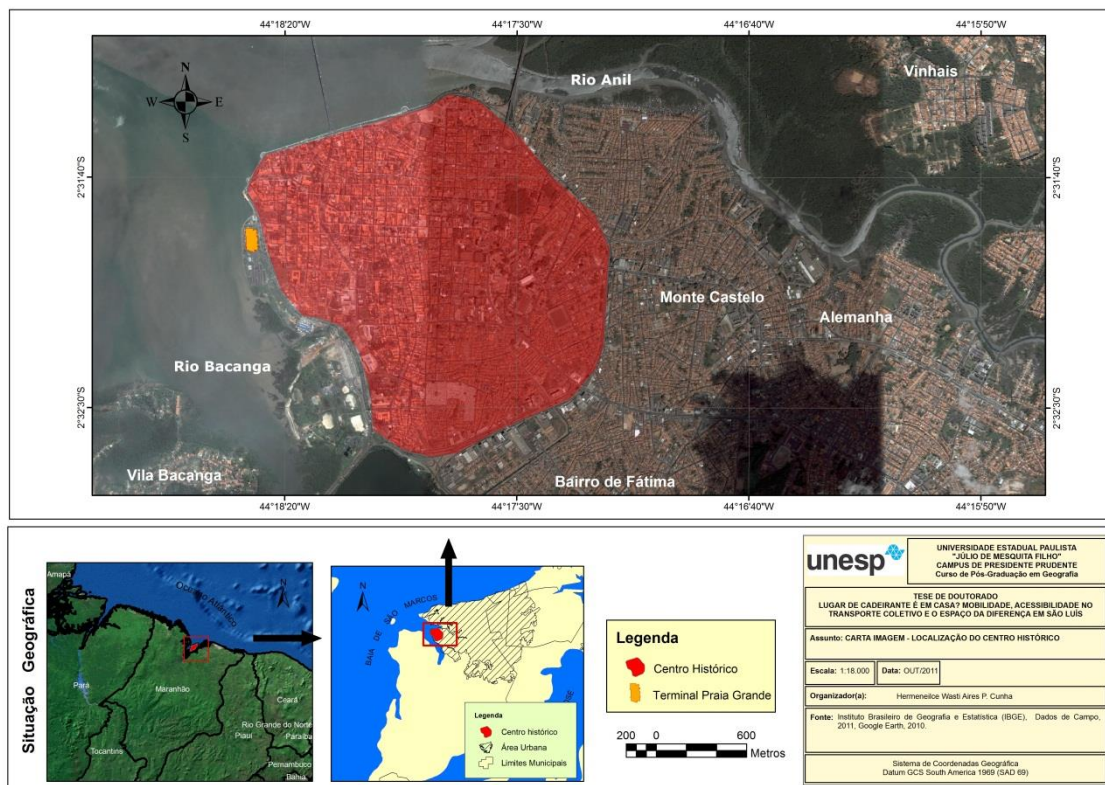 44°18'20"W 44°17'30"W 44°16'40"W 44°15'50"W
N
W E
S
Rio Anil
Vinhais
2°31'40"S 2°31'40"S
Monte Castelo
Alemanha
Rio Bacanga
2°32'30"S 2°32'30"S
Vila Bacanga
Bairro de Fátima
44°18'20"W 44°17'30"W 44°16'40"W 44°15'50"W
Situação Geográfica
Amapá
Oceano Atlântico
N
Pará
Maranhão
Ceará
Rio Grande do Norte
Piauí
Paraíba
Tocantins
Pernambuco
Bahia
N
BAIA DE SÃO MARCOS
Legenda
Centro histórico
Área Urbana
Limites Municipais
Legenda
Centro Histórico
Terminal Praia Grande
200 0 600
Metros
unesp
UNIVERSIDADE ESTADUAL PAULISTA
"JÚLIO DE MESQUITA FILHO"
CAMPUS DE PRESIDENTE PRUDENTE
Curso de Pós-Graduação em Geografia
TESE DE DOUTORADO
LUGAR DE CADEIRANTE É EM CASA? MOBILIDADE, ACESSIBILIDADE NO
TRANSPORTE COLETIVO E O ESPAÇO DA DIFERENÇA EM SÃO LUÍS
Assunto: CARTA IMAGEM - LOCALIZAÇÃO DO CENTRO HISTÓRICO
Escala: 1:18.000 Data: OUT/2011
Organizador(a): Hermeneilce Wasti Aires P. Cunha
Fonte: Instituto Brasileiro de Geografia e Estatística (IBGE), Dados de Campo,
2011, Google Earth, 2010.
Sistema de Coordenadas Geográfica
Datum GCS South America 1969 (SAD 69)